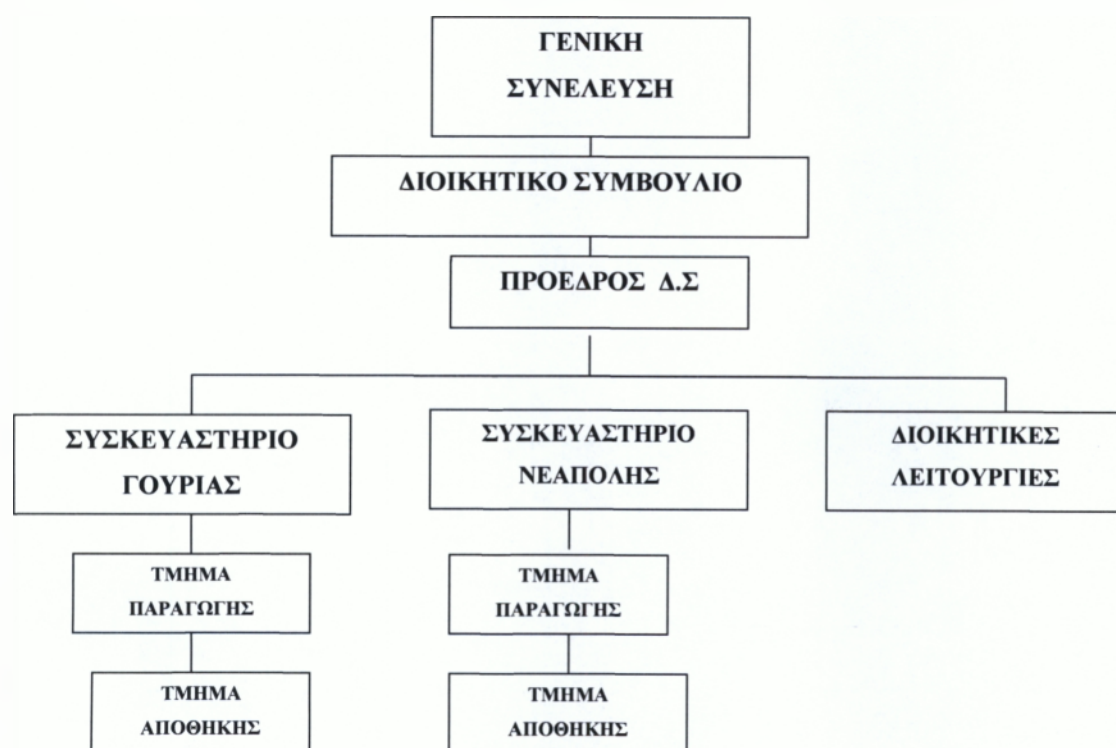 ΓΕΝΙΚΗ
ΣΥΝΕΛΕΥΣΗ
ΔΙΟΙΚΗΤΙΚΟ ΣΥΜΒΟΥΛΙΟ
ΠΡΟΕΔΡΟΣ Δ.Σ
ΣΥΣΚΕΥΑΣΤΗΡΙΟ
ΓΟΥΡΙΑΣ
ΣΥΣΚΕΥΑΣΤΗΡΙΟ
ΝΕΑΠΟΛΗΣ
ΔΙΟΙΚΗΤΙΚΕΣ
ΛΕΙΤΟΥΡΓΙΕΣ
ΤΜΗΜΑ
ΠΑΡΑΓΩΓΗΣ
ΤΜΗΜΑ
ΠΑΡΑΓΩΓΗΣ
ΤΜΗΜΑ
ΑΠΟΘΗΚΗΣ
ΤΜΗΜΑ
ΑΠΟΘΗΚΗΣ